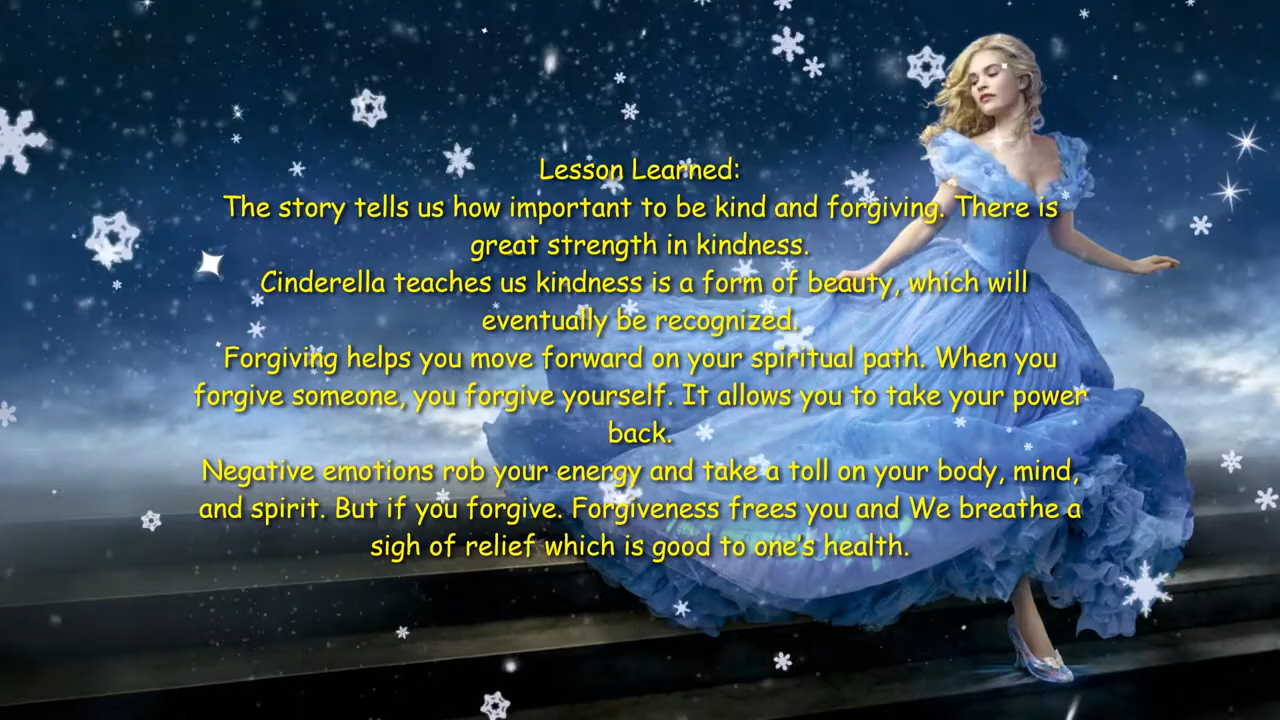 Lesson Learned:
The story tells us how important to be kind and forgiving. There is
great strength in kindness.
Cinderella teaches us kindness is a form of beauty, which will
eventually be recognized.
Forgiving helps you move forward on your spiritual path. When you
forgive someone, you forgive yourself. It allows you to take your power
back.
Negative emotions rob your energy and take a toll on your body, mind,
and spirit. But if you forgive. Forgiveness frees you and We breathe a
sigh of relief which is good to one's health.